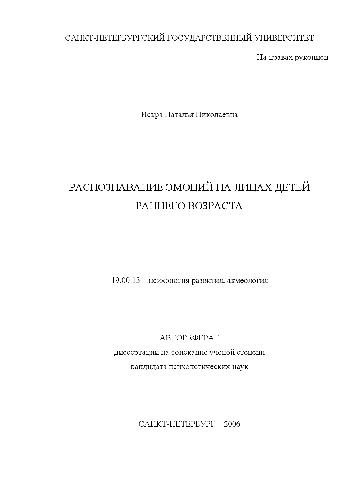 САНКТ-ПЕТЕРБУРГСКИЙ ГОСУДАРСТВЕННЫЙ УНИВЕРСИТЕТ
На правах рукописи
Наталья Николаевна
РАСПОЗНАВАНИЕ ЭМОЦИЙ НА ЛИЦАХ ДЕТЕЙ
РАННЕГО ВОЗРАСТА
19.00.13 – психология развития, акмеология
АВТОРЕФЕРАТ
диссертации на соискание ученой степени
кандидата психологических наук
САНКТ-ПЕТЕРБУРГ 2006